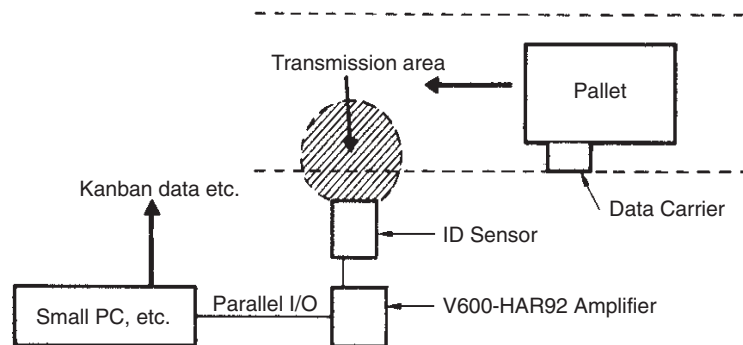 Transmission area
Pallet
Kanban data etc.
Data Carrier
ID Sensor
Small PC, etc.
Parallel I/O
V600-HAR92 Amplifier